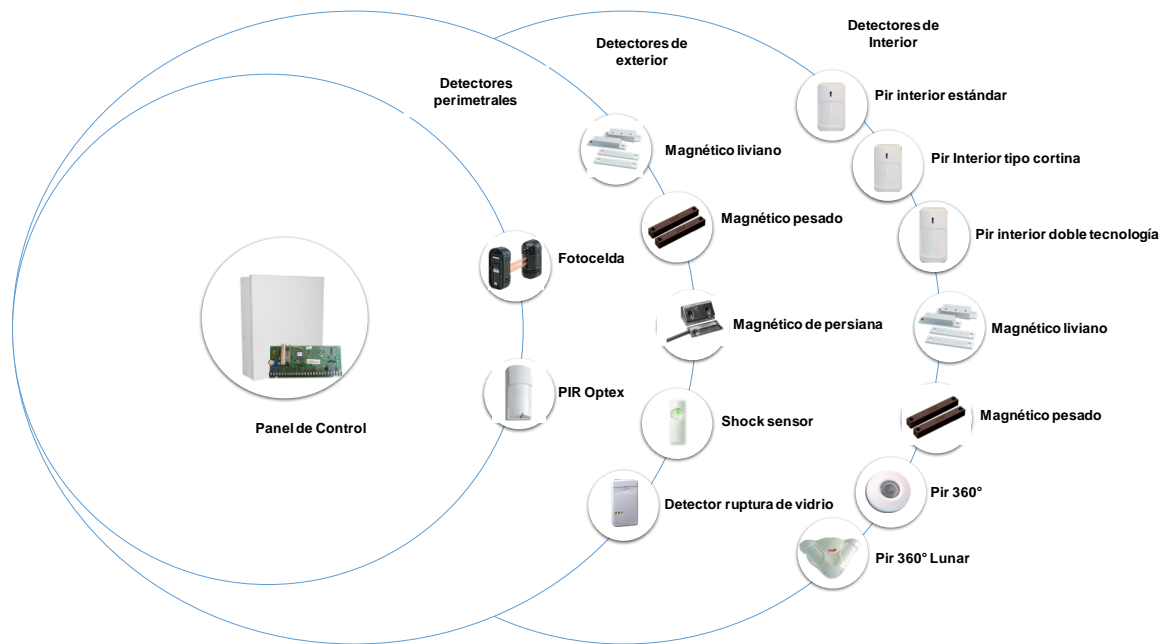 Detectores
perimetrales
Detectores de
exterior
Detectores de
Interior
Panel de Control
Fotocelda
PIR Optex
Magnético liviano
Magnético pesado
Magnético de persiana
Shock sensor
Detector ruptura de vidrio
Pir interior estándar
Pir Interior tipo cortina
Pir interior doble tecnología
Magnético liviano
Magnético pesado
Pir 360°
Pir 360° Lunar